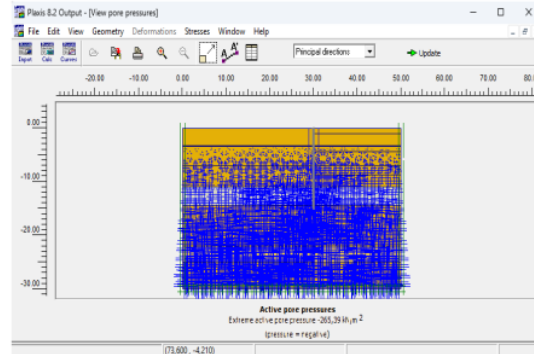 Plaxis 8.2 Output - [View pore pressures]
File Edit View Geometry Deformations Stresses Window Help
Input Calc Curves Principal directions Update
-20.00 -10.00 0.00 10.00 20.00 30.00 40.00 50.00 60.00 70.00 80.0
0.00
-10.00
-20.00
-30.00
Active pore pressures
Extreme active pore pressure -265,39 kN/m2
(pressure = negative)
(73,600 , -4,210)